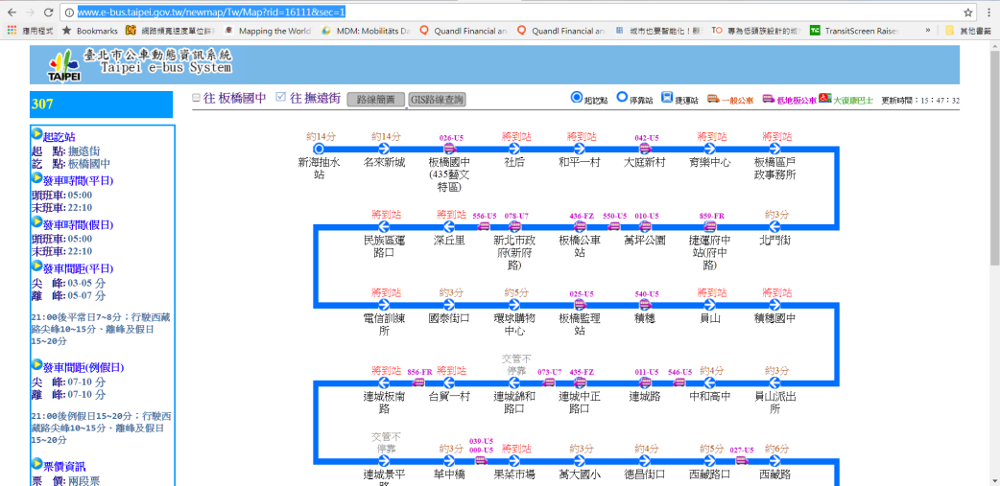 www.e-bus.taipei.gov.tw/newmap/Tw/Map?rid=16111&sec=1
應用程式 Bookmarks 網路頻寬速度單位 Mapping the World MDM: Mobilitäts Da Quandl Financial an Quandl Financial an 城市也要智能化！ 專為低頭族設計的 TransitScreen Raises » 其他書籤
臺北市公車動態資訊系統
Taipei e-bus System
TAIPEI
307
往 板橋國中 往 撫遠街 路線簡圖 GIS路線查詢
起訖站 停靠站 捷運站 一般公車 低地板公車 大復康巴士 更新時間：15：47：32
起訖站
起 點: 撫遠街
訖 點: 板橋國中
發車時間(平日)
頭班車: 05:00
末班車: 22:10
發車時間(假日)
頭班車: 05:00
末班車: 22:10
發車間距(平日)
尖 峰: 03-05 分
離 峰: 05-07 分
21:00後平常日7~8分；行駛西藏
路尖峰10~15分、離峰及假日
15~20分
發車間距(例假日)
尖 峰: 07-10 分
離 峰: 07-10 分
21:00後例假日15~20分；行駛西
藏路尖峰10~15分、離峰及假日
15~20分
票價資訊
票 價: 兩段票
約14分 約14分 026-U5 將到站 將到站 042-U5 將到站 將到站
新海抽水 名來新城 板橋國中 社后 和平一村 大庭新村 育樂中心 板橋區戶
站 (435藝文 政事務所
特區)
將到站 將到站 556-U5 078-U7 436-FZ 550-U5 010-U5 859-FR 約3分
民族區運 深丘里 新北市政 板橋公車 萬坪公園 捷運府中 北門街
路口 府(新府 站 站(府中
路) 路)
將到站 約3分 約5分 025-U5 540-U5 將到站 將到站
電信訓練 國泰街口 環球購物 板橋監理 積穗 員山 積穗國中
所 中心 站
交管不
將到站 856-FR 將到站 停靠 073-U7 435-FZ 011-U5 546-U5 約4分 約3分
連城板南 台貿一村 連城錦和 連城中正 連城路 中和高中 員山派出
路 路口 路口 所
交管不 039-U5
停靠 約3分 009-U5 將到站 約3分 約4分 約5分 027-U5 約6分
連城景平 華中橋 果菜市場 萬大國小 德昌街口 西藏路口 西藏路
路